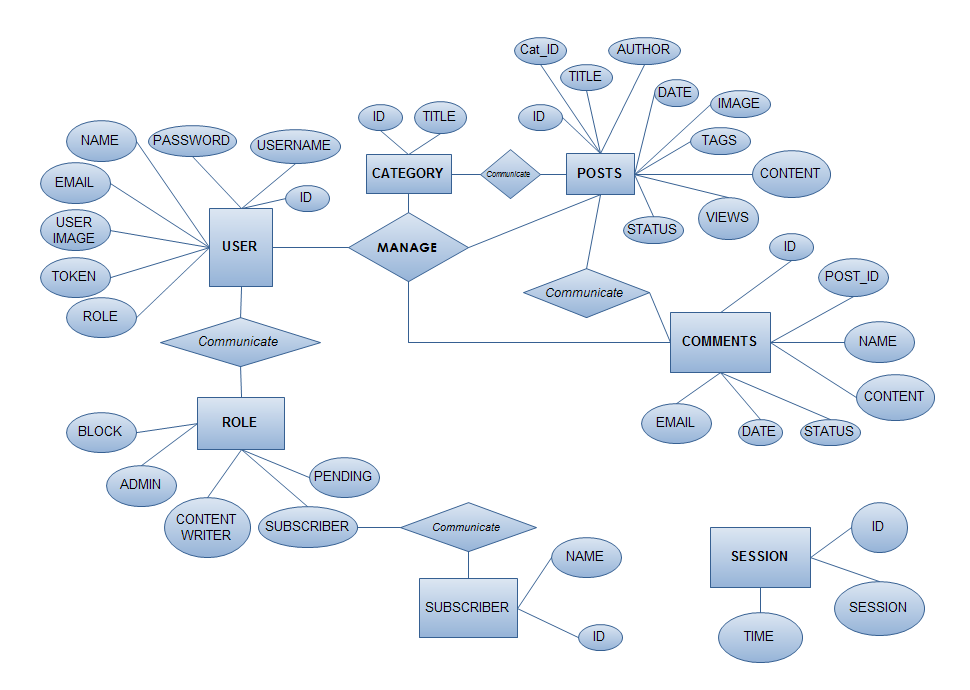 Cat_ID
AUTHOR
TITLE
DATE
IMAGE
ID
TITLE
ID
TAGS
NAME
PASSWORD
USERNAME
CATEGORY
Communicate
POSTS
CONTENT
EMAIL
ID
USER
IMAGE
VIEWS
STATUS
USER
MANAGE
ID
TOKEN
POST_ID
Communicate
ROLE
Communicate
COMMENTS
NAME
CONTENT
ROLE
EMAIL
DATE
STATUS
BLOCK
PENDING
ADMIN
CONTENT
WRITER
SUBSCRIBER
Communicate
ID
NAME
SESSION
SUBSCRIBER
SESSION
ID
TIME